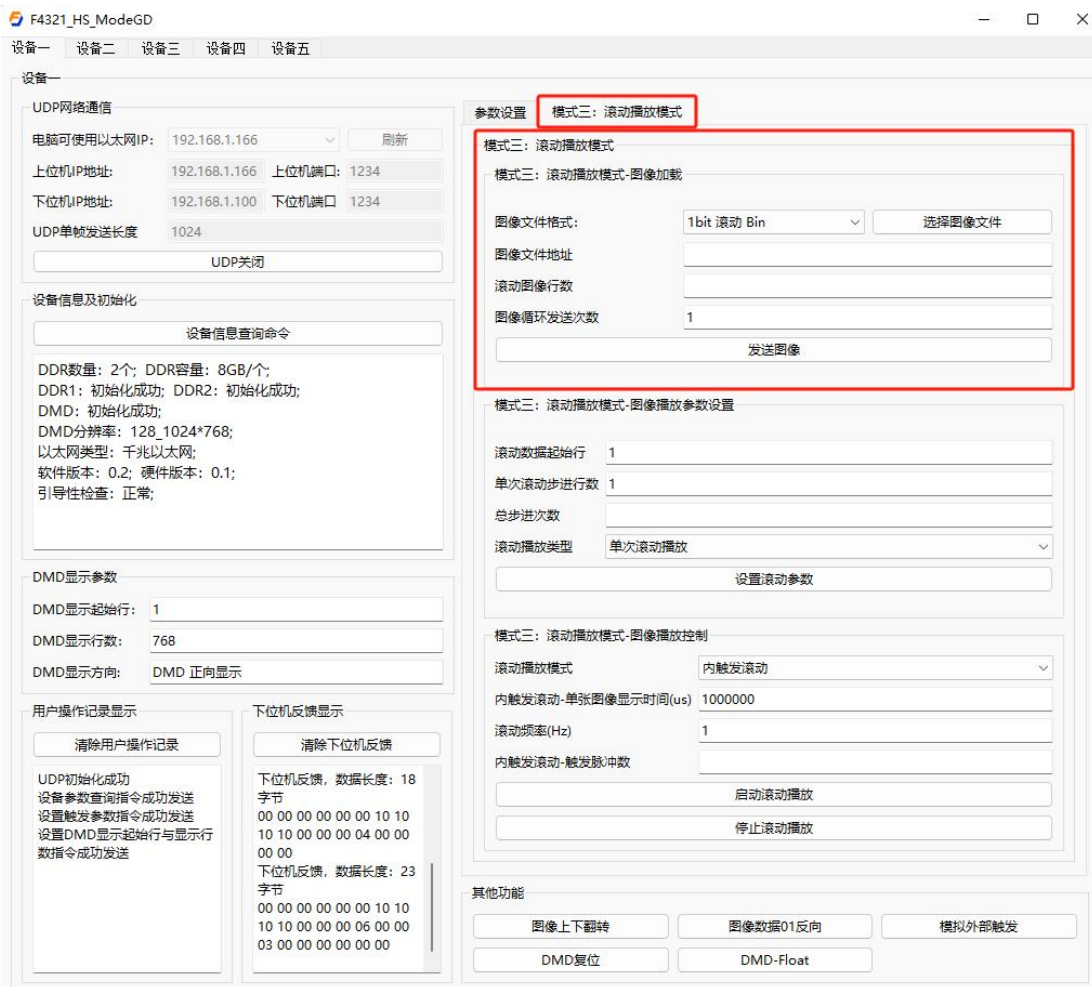 F4321_HS_ModeGD
设备一 设备二 设备三 设备四 设备五
设备一
UDP网络通信
电脑可使用以太网IP: 192.168.1.166 刷新
上位机IP地址: 192.168.1.166 上位机端口: 1234
下位机IP地址: 192.168.1.100 下位机端口 1234
UDP单帧发送长度 1024
UDP关闭
设备信息及初始化
设备信息查询命令
DDR数量：2个; DDR容量：8GB/个;
DDR1：初始化成功; DDR2：初始化成功;
DMD：初始化成功;
DMD分辨率：128_1024*768;
以太网类型：千兆以太网;
软件版本：0.2; 硬件版本：0.1;
引导性检查：正常;
DMD显示参数
DMD显示起始行: 1
DMD显示行数: 768
DMD显示方向: DMD 正向显示
用户操作记录显示
清除用户操作记录
UDP初始化成功
设备参数查询指令成功发送
设置触发参数指令成功发送
设置DMD显示起始行与显示行
数指令成功发送
下位机反馈显示
清除下位机反馈
下位机反馈，数据长度：18
字节
00 00 00 00 00 00 10 10
10 10 00 00 00 04 00 00
00 00
下位机反馈，数据长度：23
字节
00 00 00 00 00 00 10 10
10 10 00 00 00 06 00 00
03 00 00 00 00 00 00
参数设置 模式三：滚动播放模式
模式三：滚动播放模式
模式三：滚动播放模式-图像加载
图像文件格式: 1bit 滚动 Bin 选择图像文件
图像文件地址
滚动图像行数
图像循环发送次数 1
发送图像
模式三：滚动播放模式-图像播放参数设置
滚动数据起始行 1
单次滚动步进行数 1
总步进次数
滚动播放类型 单次滚动播放
设置滚动参数
模式三：滚动播放模式-图像播放控制
滚动播放模式 内触发滚动
内触发滚动-单张图像显示时间(us) 1000000
滚动频率(Hz) 1
内触发滚动-触发脉冲数
启动滚动播放
停止滚动播放
其他功能
图像上下翻转 图像数据01反向 模拟外部触发
DMD复位 DMD-Float